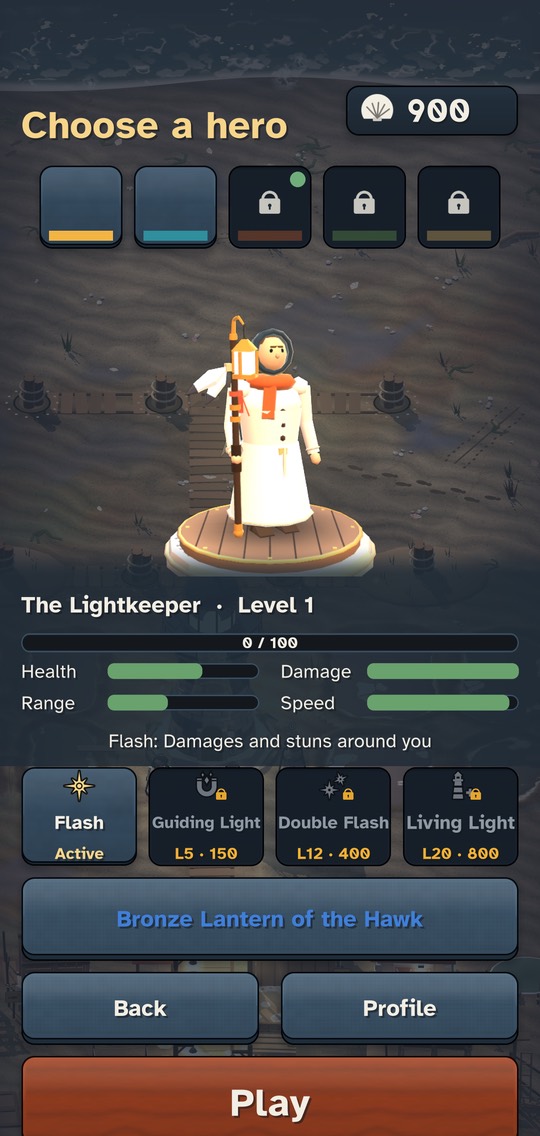 Choose a hero
900
The Lightkeeper · Level 1
0 / 100
Health
Damage
Range
Speed
Flash: Damages and stuns around you
Flash
Guiding Light
Double Flash
Living Light
Active
L5 · 150
L12 · 400
L20 · 800
Bronze Lantern of the Hawk
Back
Profile
Play